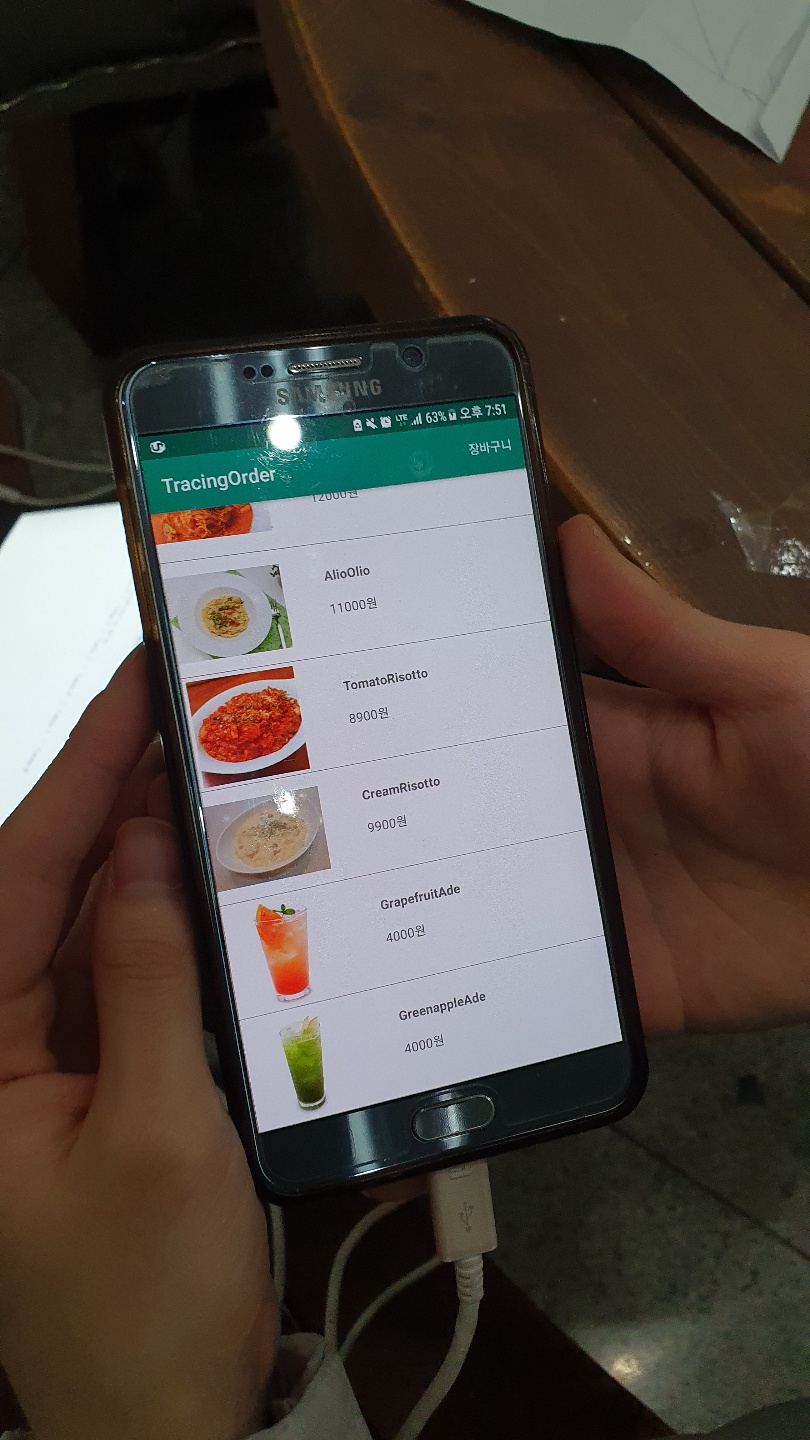 SAMSUNG
LTE 63% 오후 7:51
TracingOrder 장바구니
12000원
AlioOlio
11000원
TomatoRisotto
8900원
CreamRisotto
9900원
GrapefruitAde
4000원
GreenappleAde
4000원